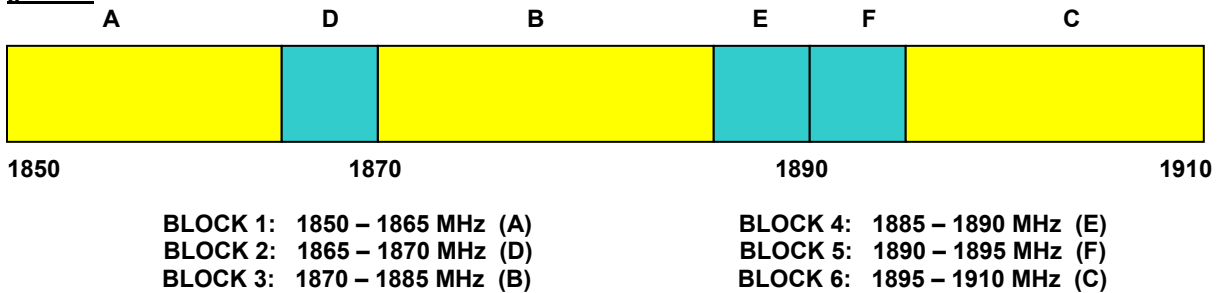 A D B E F C
1850 1870 1890 1910
BLOCK 1: 1850 – 1865 MHz (A) BLOCK 4: 1885 – 1890 MHz (E)
BLOCK 2: 1865 – 1870 MHz (D) BLOCK 5: 1890 – 1895 MHz (F)
BLOCK 3: 1870 – 1885 MHz (B) BLOCK 6: 1895 – 1910 MHz (C)